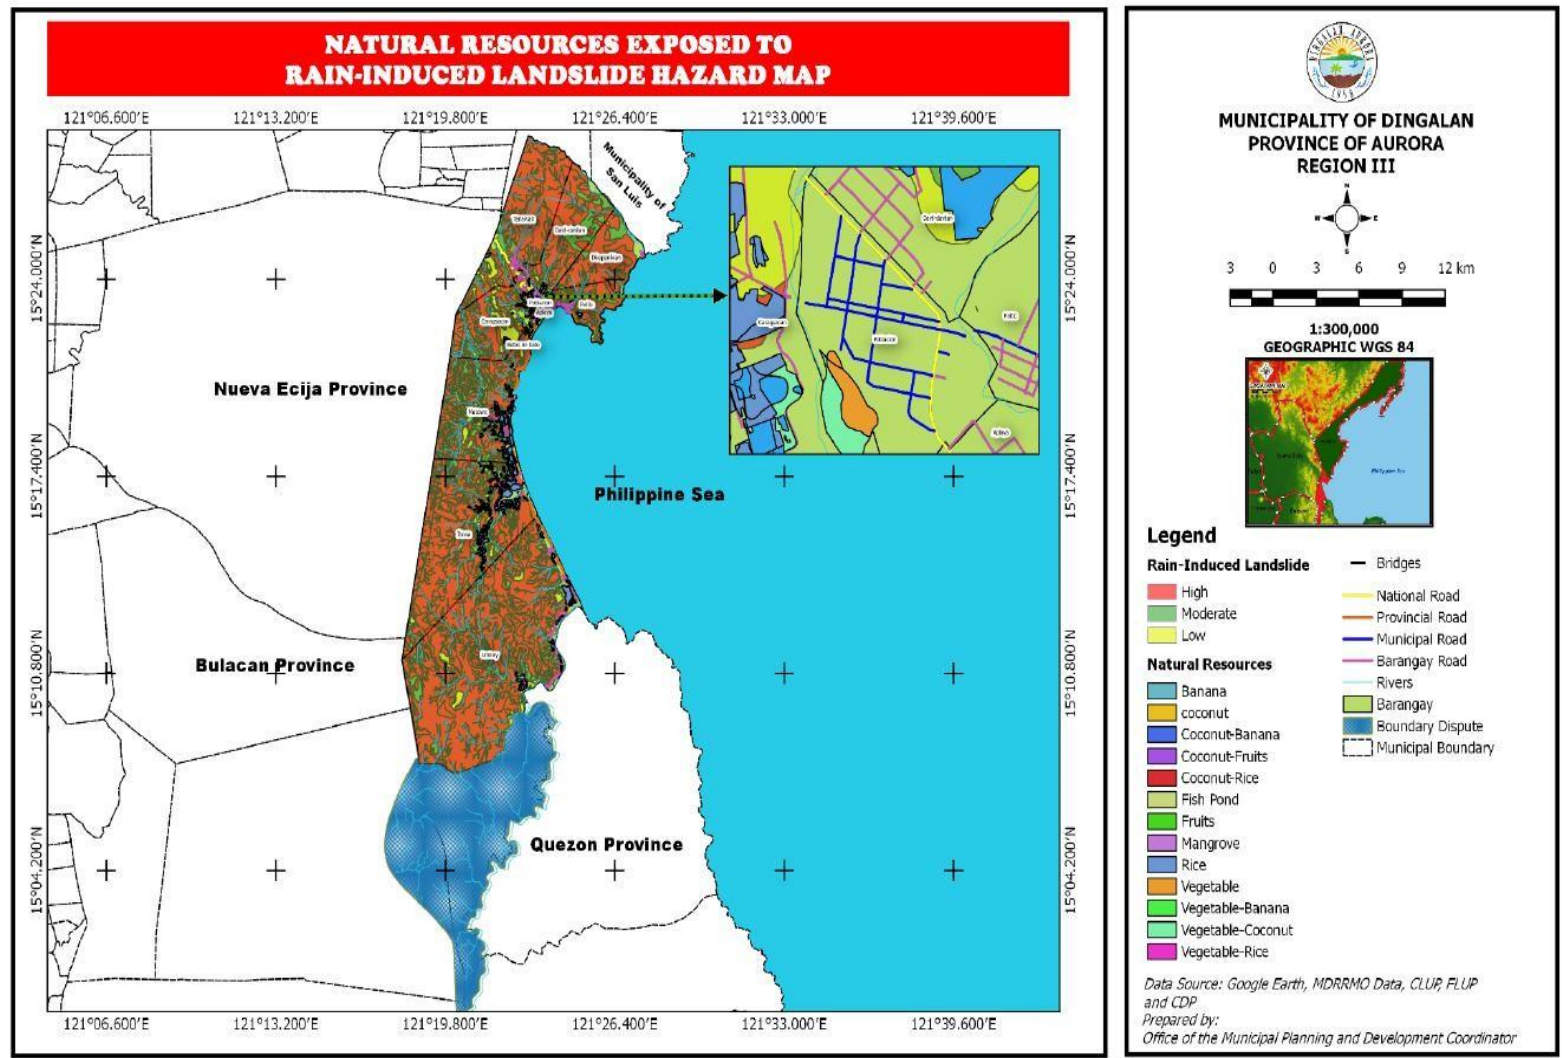 NATURAL RESOURCES EXPOSED TO
RAIN-INDUCED LANDSLIDE HAZARD MAP
121°06.600'E 121°13.200'E 121°19.800'E 121°26.400'E 121°33.000'E 121°39.600'E
15°24.000'N
15°17.400'N
15°10.800'N
15°04.200'N
Municipality of
San Luis
Nueva Ecija Province
Philippine Sea
Bulacan Province
Quezon Province
Poblacion
Aplaya
15°24.000'N
15°17.400'N
15°10.800'N
15°04.200'N
121°06.600'E 121°13.200'E 121°19.800'E 121°26.400'E 121°33.000'E 121°39.600'E
1956
MUNICIPALITY OF DINGALAN
PROVINCE OF AURORA
REGION III
N
W E
S
3 0 3 6 9 12 km
1:300,000
GEOGRAPHIC WGS 84
Philippine Sea
Legend
Rain-Induced Landslide
High
Moderate
Low
Natural Resources
Banana
coconut
Coconut-Banana
Coconut-Fruits
Coconut-Rice
Fish Pond
Fruits
Mangrove
Rice
Vegetable
Vegetable-Banana
Vegetable-Coconut
Vegetable-Rice
Bridges
National Road
Provincial Road
Municipal Road
Barangay Road
Rivers
Barangay
Boundary Dispute
Municipal Boundary
Data Source: Google Earth, MDRRMO Data, CLUP, FLUP
and CDP
Prepared by:
Office of the Municipal Planning and Development Coordinator